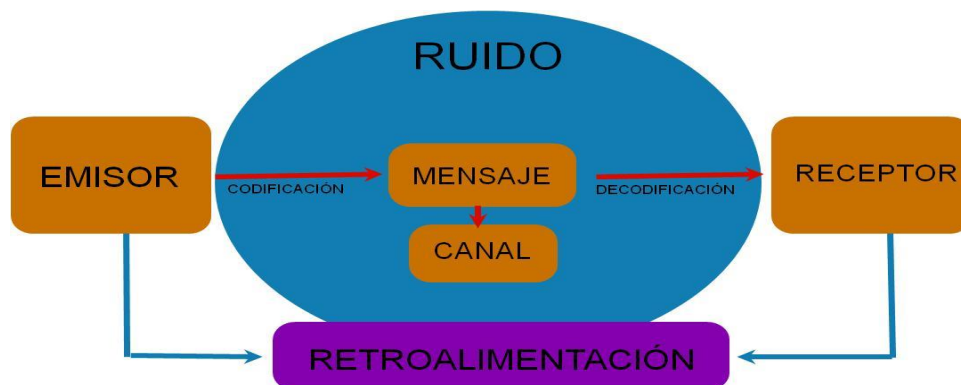 RUIDO
EMISOR
CODIFICACIÓN
MENSAJE
DECODIFICACIÓN
RECEPTOR
CANAL
RETROALIMENTACIÓN